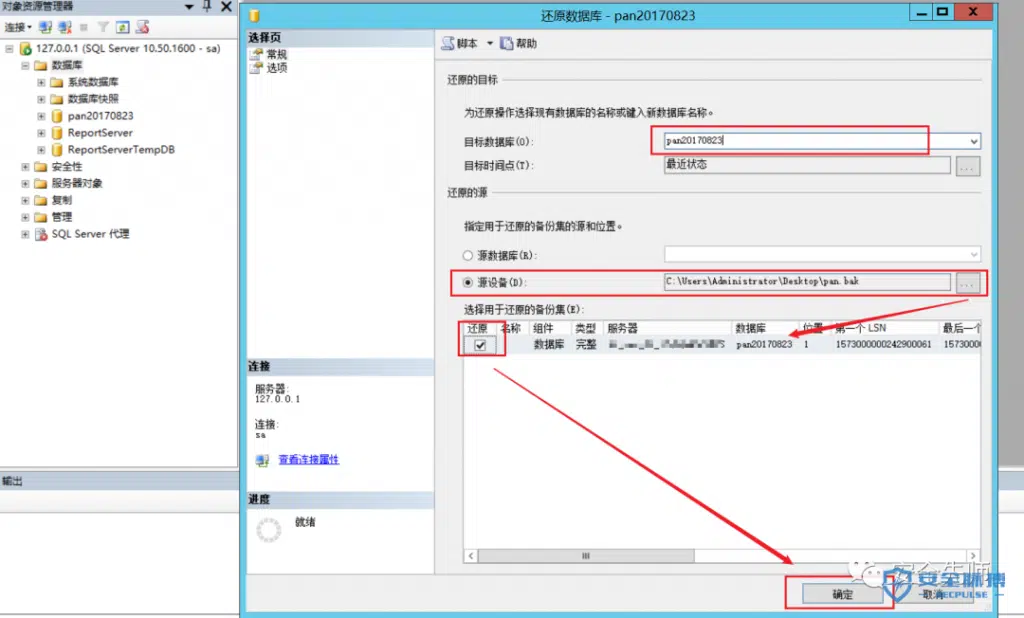 对象资源管理器
连接
127.0.0.1 (SQL Server 10.50.1600 - sa)
数据库
系统数据库
数据库快照
pan20170823
ReportServer
ReportServerTempDB
安全性
服务器对象
复制
管理
SQL Server 代理
输出
还原数据库 - pan20170823
选择页
常规
选项
脚本 帮助
还原的目标
为还原操作选择现有数据库的名称或键入新数据库名称。
目标数据库(O): pan20170823
目标时间点(T): 最近状态 ...
还原的源
指定用于还原的备份集的源和位置。
源数据库(R):
源设备(D): C:\Users\Administrator\Desktop\pan.bak ...
选择用于还原的备份集(E):
还原 名称 组件 类型 服务器 数据库 位置 第一个 LSN 最后一个
数据库 完整 pan20170823 1 1573000000242900061 15730000
连接
服务器:
127.0.0.1
连接:
sa
查看连接属性
进度
就绪
确定 取消
安全脉搏
SECPULSE.COM